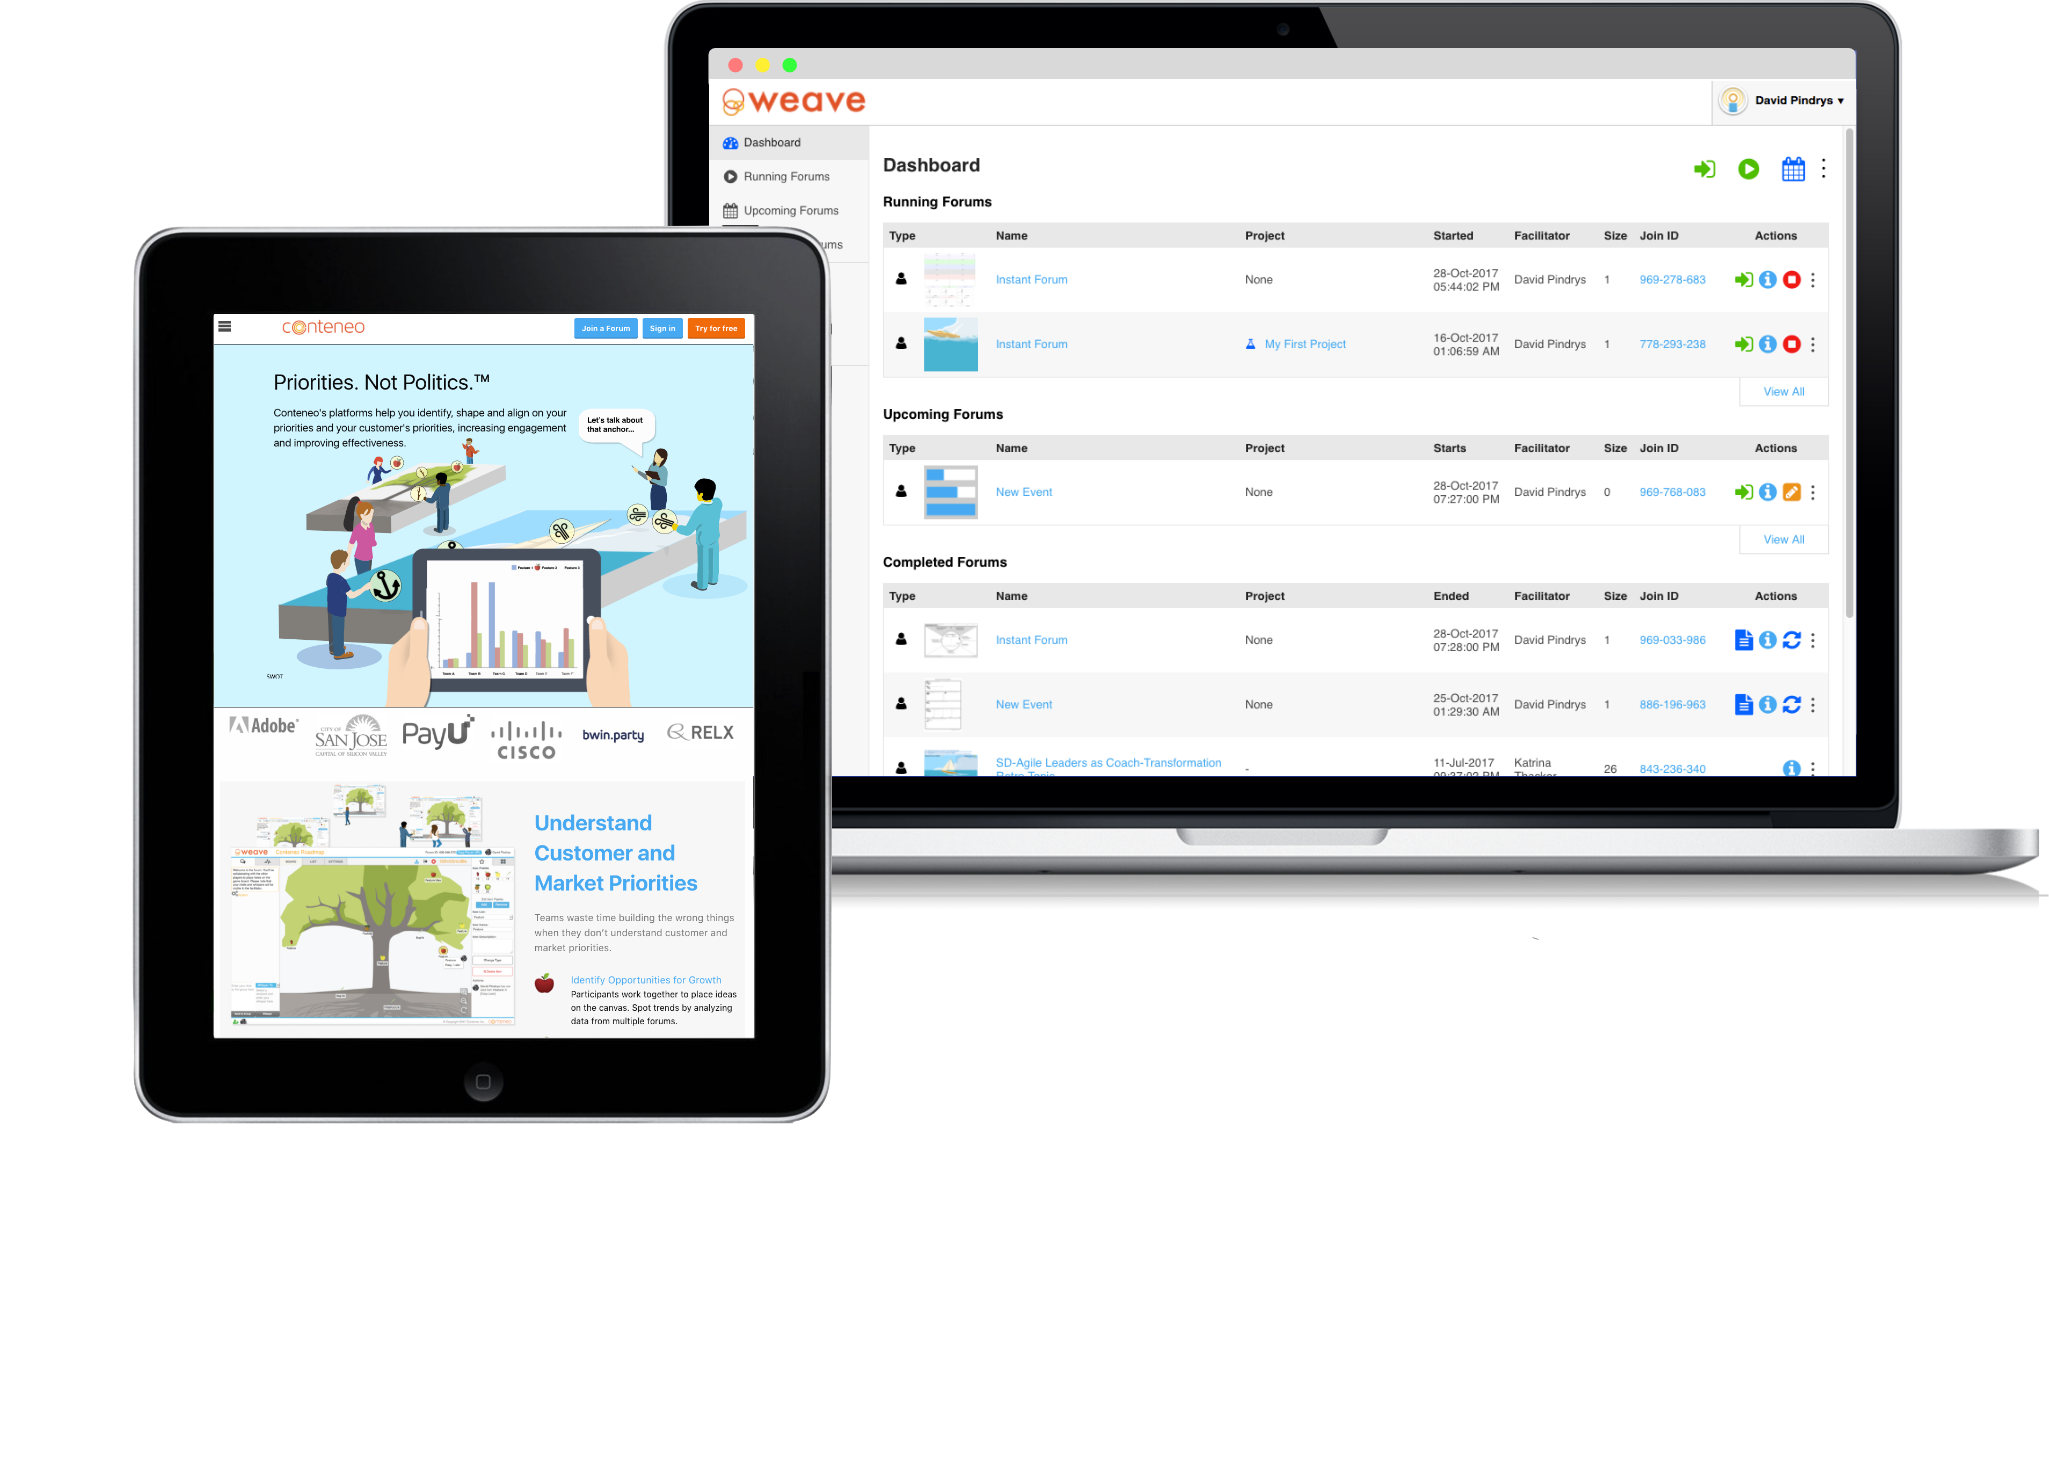 weave
David Pindrys ▾
Dashboard
Running Forums
Upcoming Forums
ums
Dashboard
Running Forums
Type Name Project Started Facilitator Size Join ID Actions
Instant Forum None 28-Oct-2017 05:44:02 PM David Pindrys 1 969-278-683
Instant Forum My First Project 16-Oct-2017 01:06:59 AM David Pindrys 1 778-293-238
View All
Upcoming Forums
Type Name Project Starts Facilitator Size Join ID Actions
New Event None 28-Oct-2017 07:27:00 PM David Pindrys 0 969-768-083
View All
Completed Forums
Type Name Project Ended Facilitator Size Join ID Actions
Instant Forum None 28-Oct-2017 07:28:00 PM David Pindrys 1 969-033-986
New Event None 25-Oct-2017 01:29:30 AM David Pindrys 1 886-196-963
SD-Agile Leaders as Coach-Transformation - 11-Jul-2017 Katrina 26 843-236-340
conteneo
Join a Forum Sign in Try for free
Priorities. Not Politics.™
Conteneo's platforms help you identify, shape and align on your
priorities and your customer's priorities, increasing engagement
and improving effectiveness.
Let's talk about
that anchor...
Feature 1 Feature 2 Feature 3
Team A Team B
SWOT
Adobe®
CITY OF
SAN JOSE
CAPITAL OF SILICON VALLEY
PayU
CISCO
bwin.party
RELX
weave Conteneo Roadmap
Understand
Customer and
Market Priorities
Teams waste time building the wrong things
when they don't understand customer and
market priorities.
Identify Opportunities for Growth
Participants work together to place ideas
on the canvas. Spot trends by analyzing
data from multiple forums.
conteneo